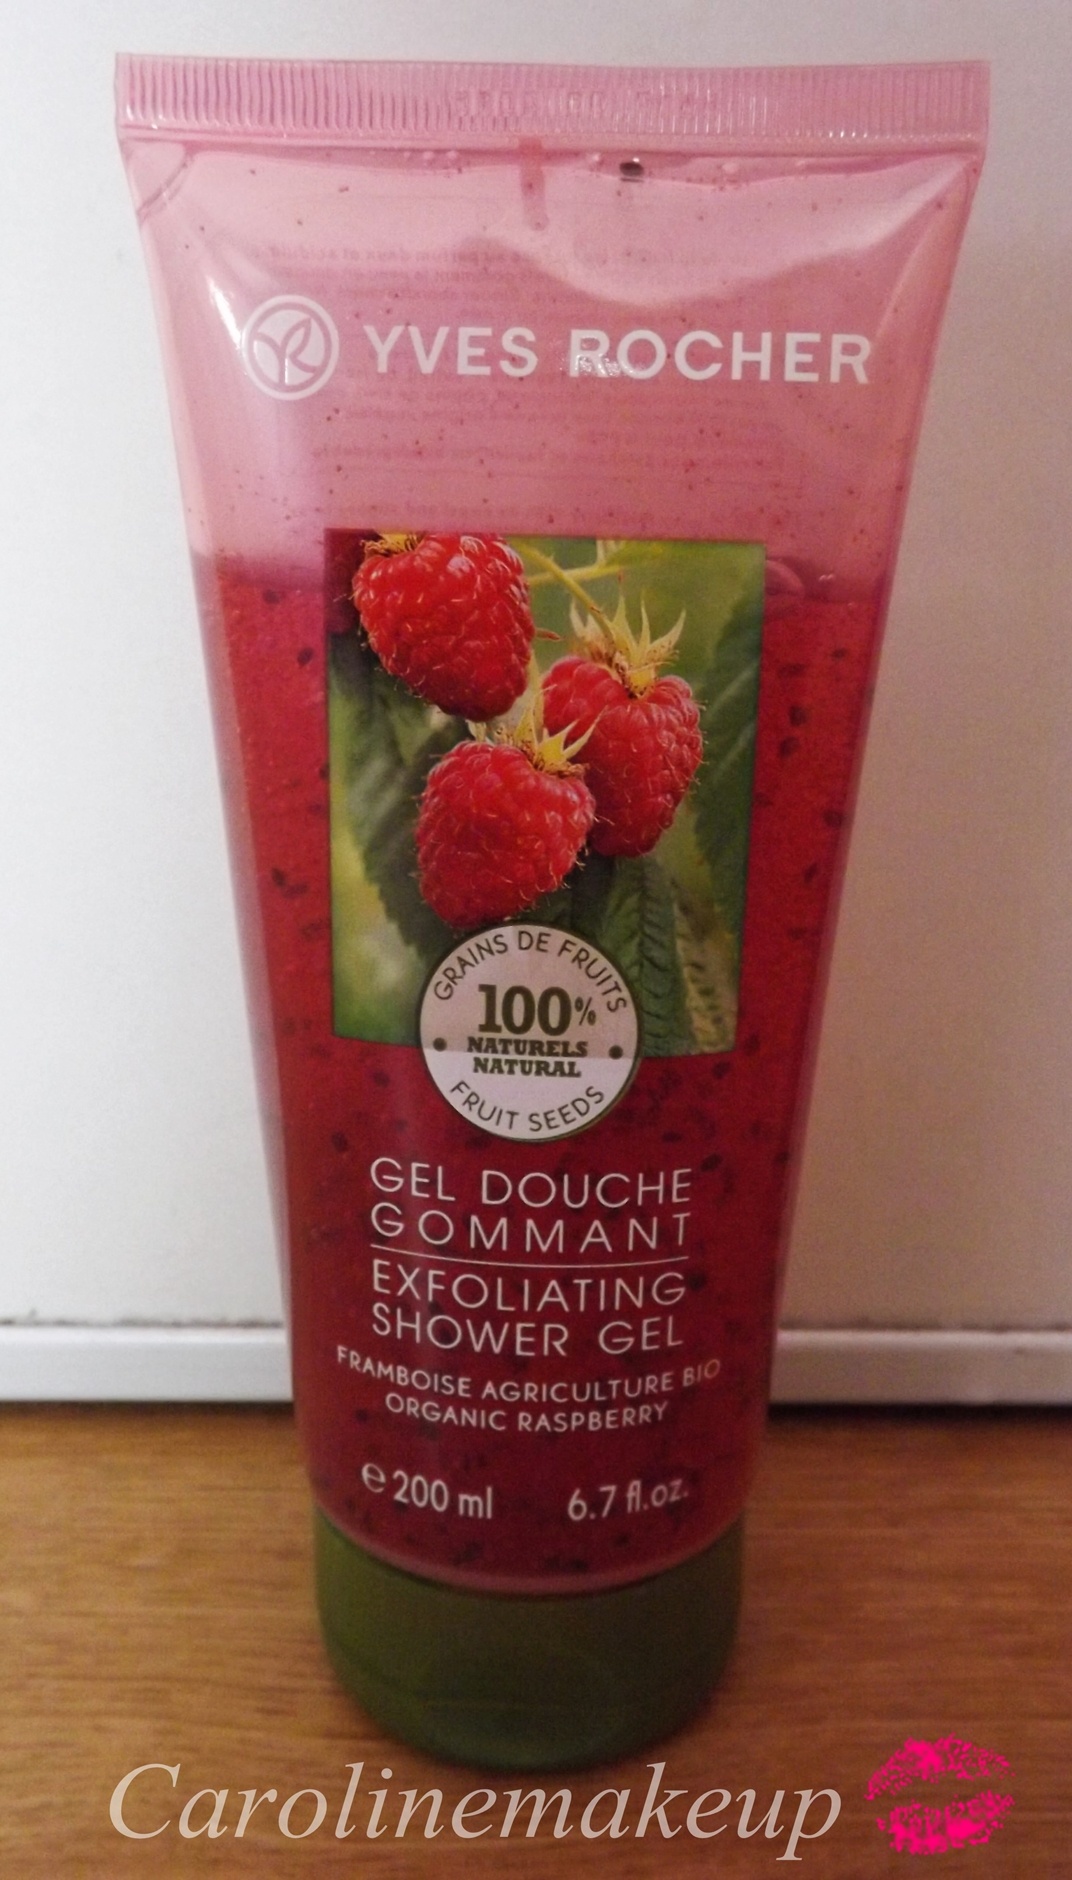 YVES ROCHER
GRAINS DE FRUITS
100%
NATURELS
NATURAL
FRUIT SEEDS
GEL DOUCHE
GOMMANT
EXFOLIATING
SHOWER GEL
FRAMBOISE AGRICULTURE BIO
ORGANIC RASPBERRY
℮ 200 ml 6.7 fl.oz.
Carolinemakeup